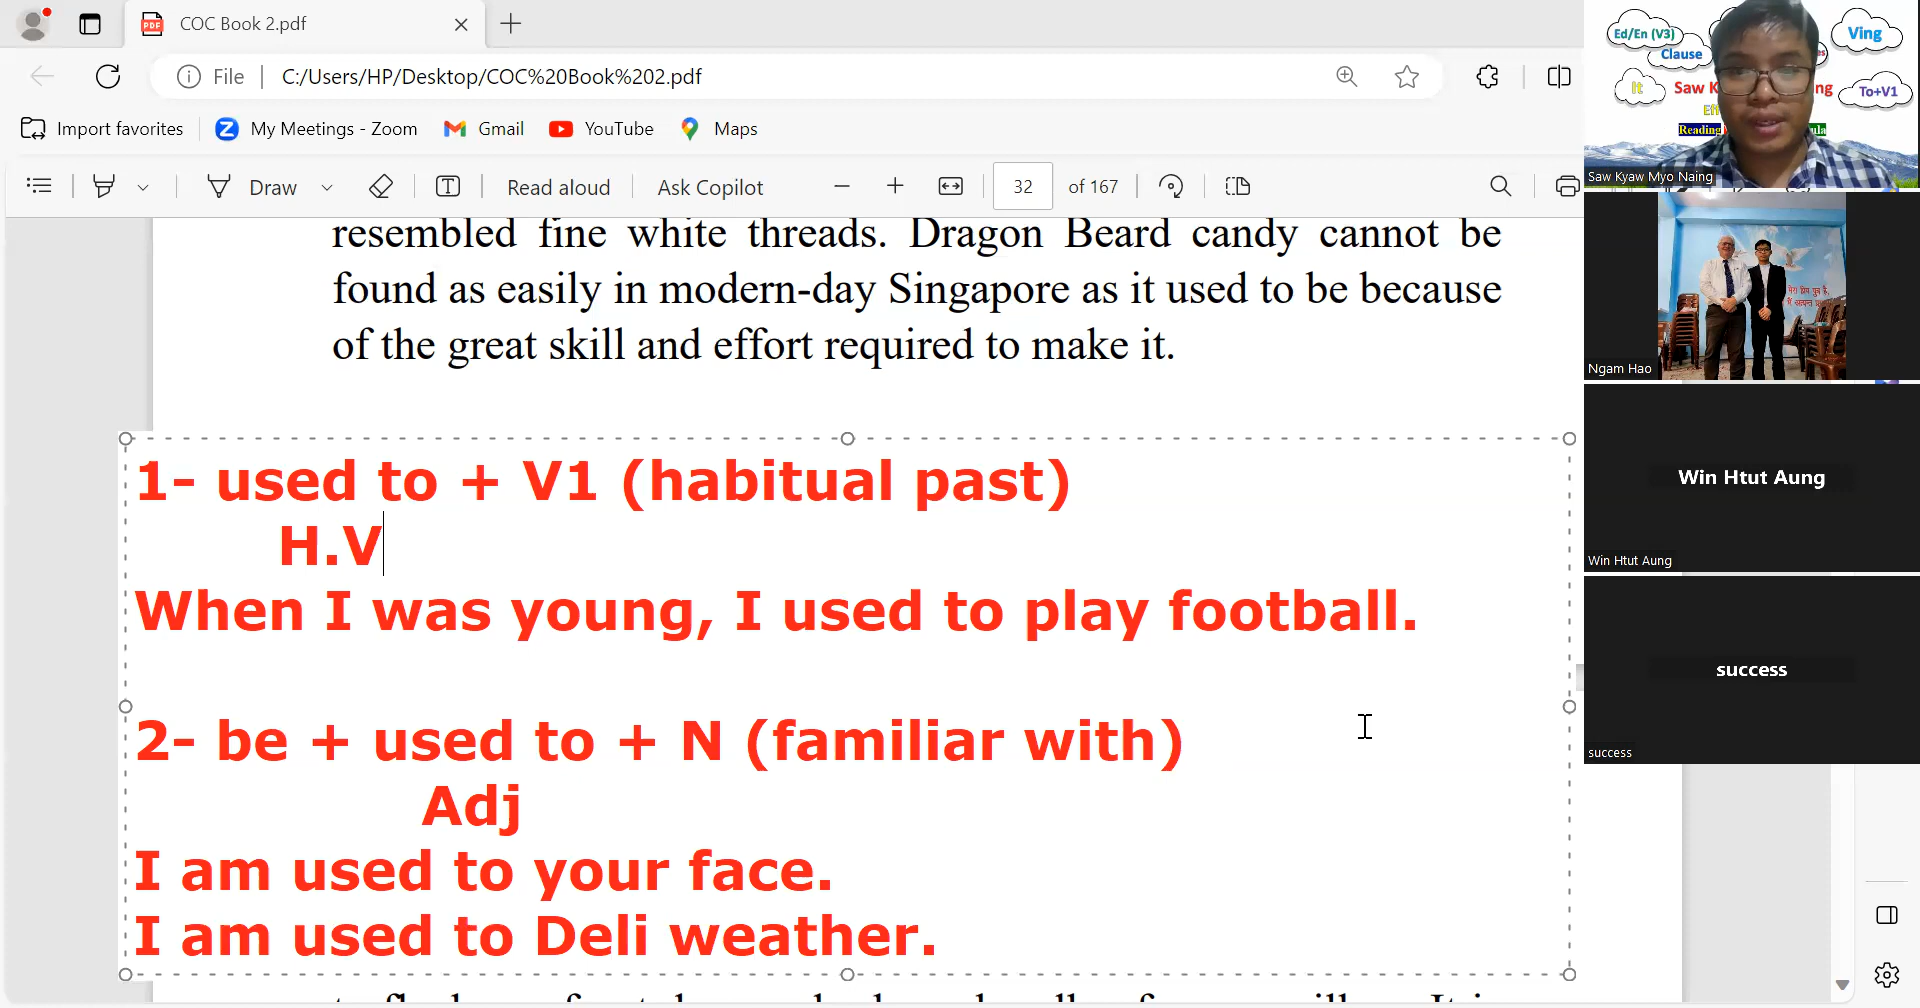 COC Book 2.pdf
File
C:/Users/HP/Desktop/COC%20Book%202.pdf
Import favorites
My Meetings - Zoom
Gmail
YouTube
Maps
Draw
Read aloud
Ask Copilot
32
of 167
resembled fine white threads. Dragon Beard candy cannot be
found as easily in modern-day Singapore as it used to be because
of the great skill and effort required to make it.
1- used to + V1 (habitual past)
H.V
When I was young, I used to play football.
2- be + used to + N (familiar with)
Adj
I am used to your face.
I am used to Deli weather.
Ed/En (V3)
Clause
Ving
It
Saw K
ng
To+V1
Reading
Saw Kyaw Myo Naing
Ngam Hao
Win Htut Aung
Win Htut Aung
success
success